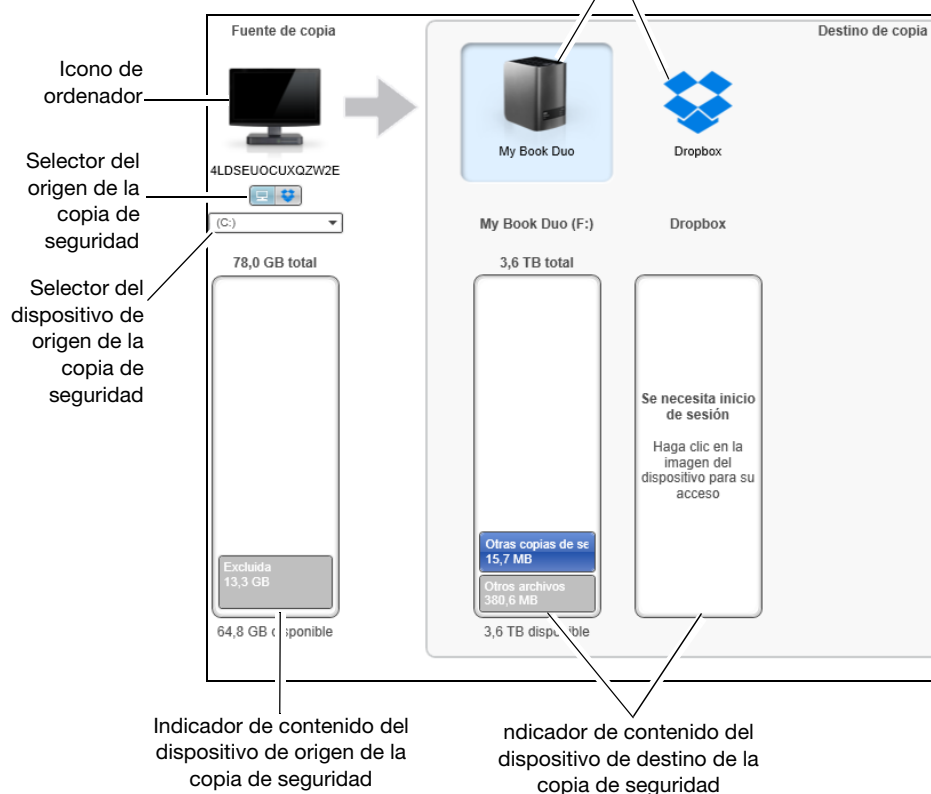 Fuente de copia
Destino de copia
Icono de
ordenador
4LDSEUOCUXQZW2E
My Book Duo
Dropbox
Selector del
origen de la
copia de
seguridad
(C:)
My Book Duo (F:)
Dropbox
78,0 GB total
3,6 TB total
Selector del
dispositivo de
origen de la
copia de
seguridad
Se necesita inicio
de sesión
Haga clic en la
imagen del
dispositivo para su
acceso
Excluida
13,3 GB
Otras copias de se
15,7 MB
Otros archivos
380,6 MB
64,8 GB disponible
3,6 TB disponible
Indicador de contenido del
dispositivo de origen de la
copia de seguridad
ndicador de contenido del
dispositivo de destino de la
copia de seguridad